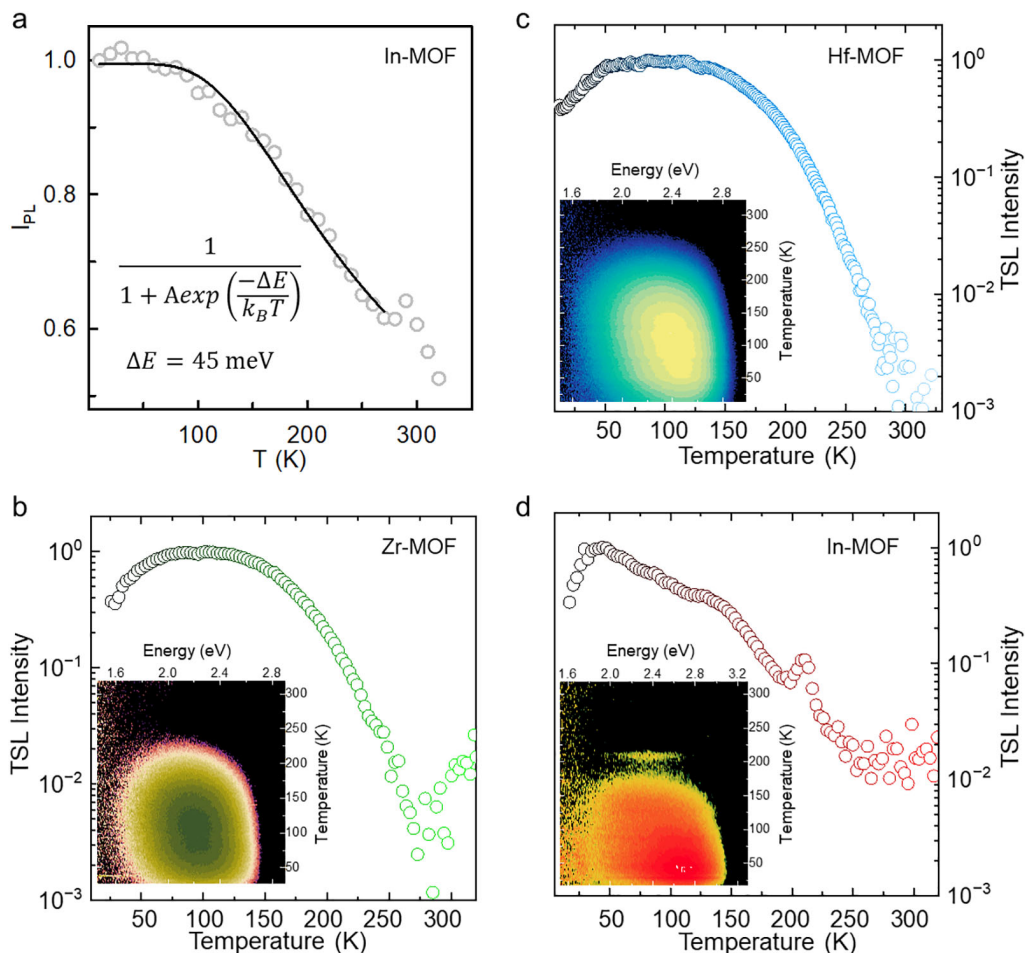 a
In-MOF
1.0
0.8
0.6
I_PL
1
1 + Aexp(−ΔE/k_BT)
ΔE = 45 meV
0 100 200 300
T (K)
c
Hf-MOF
10^0
10^-1
10^-2
10^-3
TSL Intensity
Energy (eV)
1.6 2.0 2.4 2.8
300
250
200
150
100
50
Temperature (K)
50 100 150 200 250 300
Temperature (K)
b
Zr-MOF
10^0
10^-1
10^-2
10^-3
TSL Intensity
Energy (eV)
1.6 2.0 2.4 2.8
300
250
200
150
100
50
Temperature (K)
50 100 150 200 250 300
Temperature (K)
d
In-MOF
10^0
10^-1
10^-2
10^-3
TSL Intensity
Energy (eV)
1.6 2.0 2.4 2.8 3.2
300
250
200
150
100
50
Temperature (K)
50 100 150 200 250 300
Temperature (K)